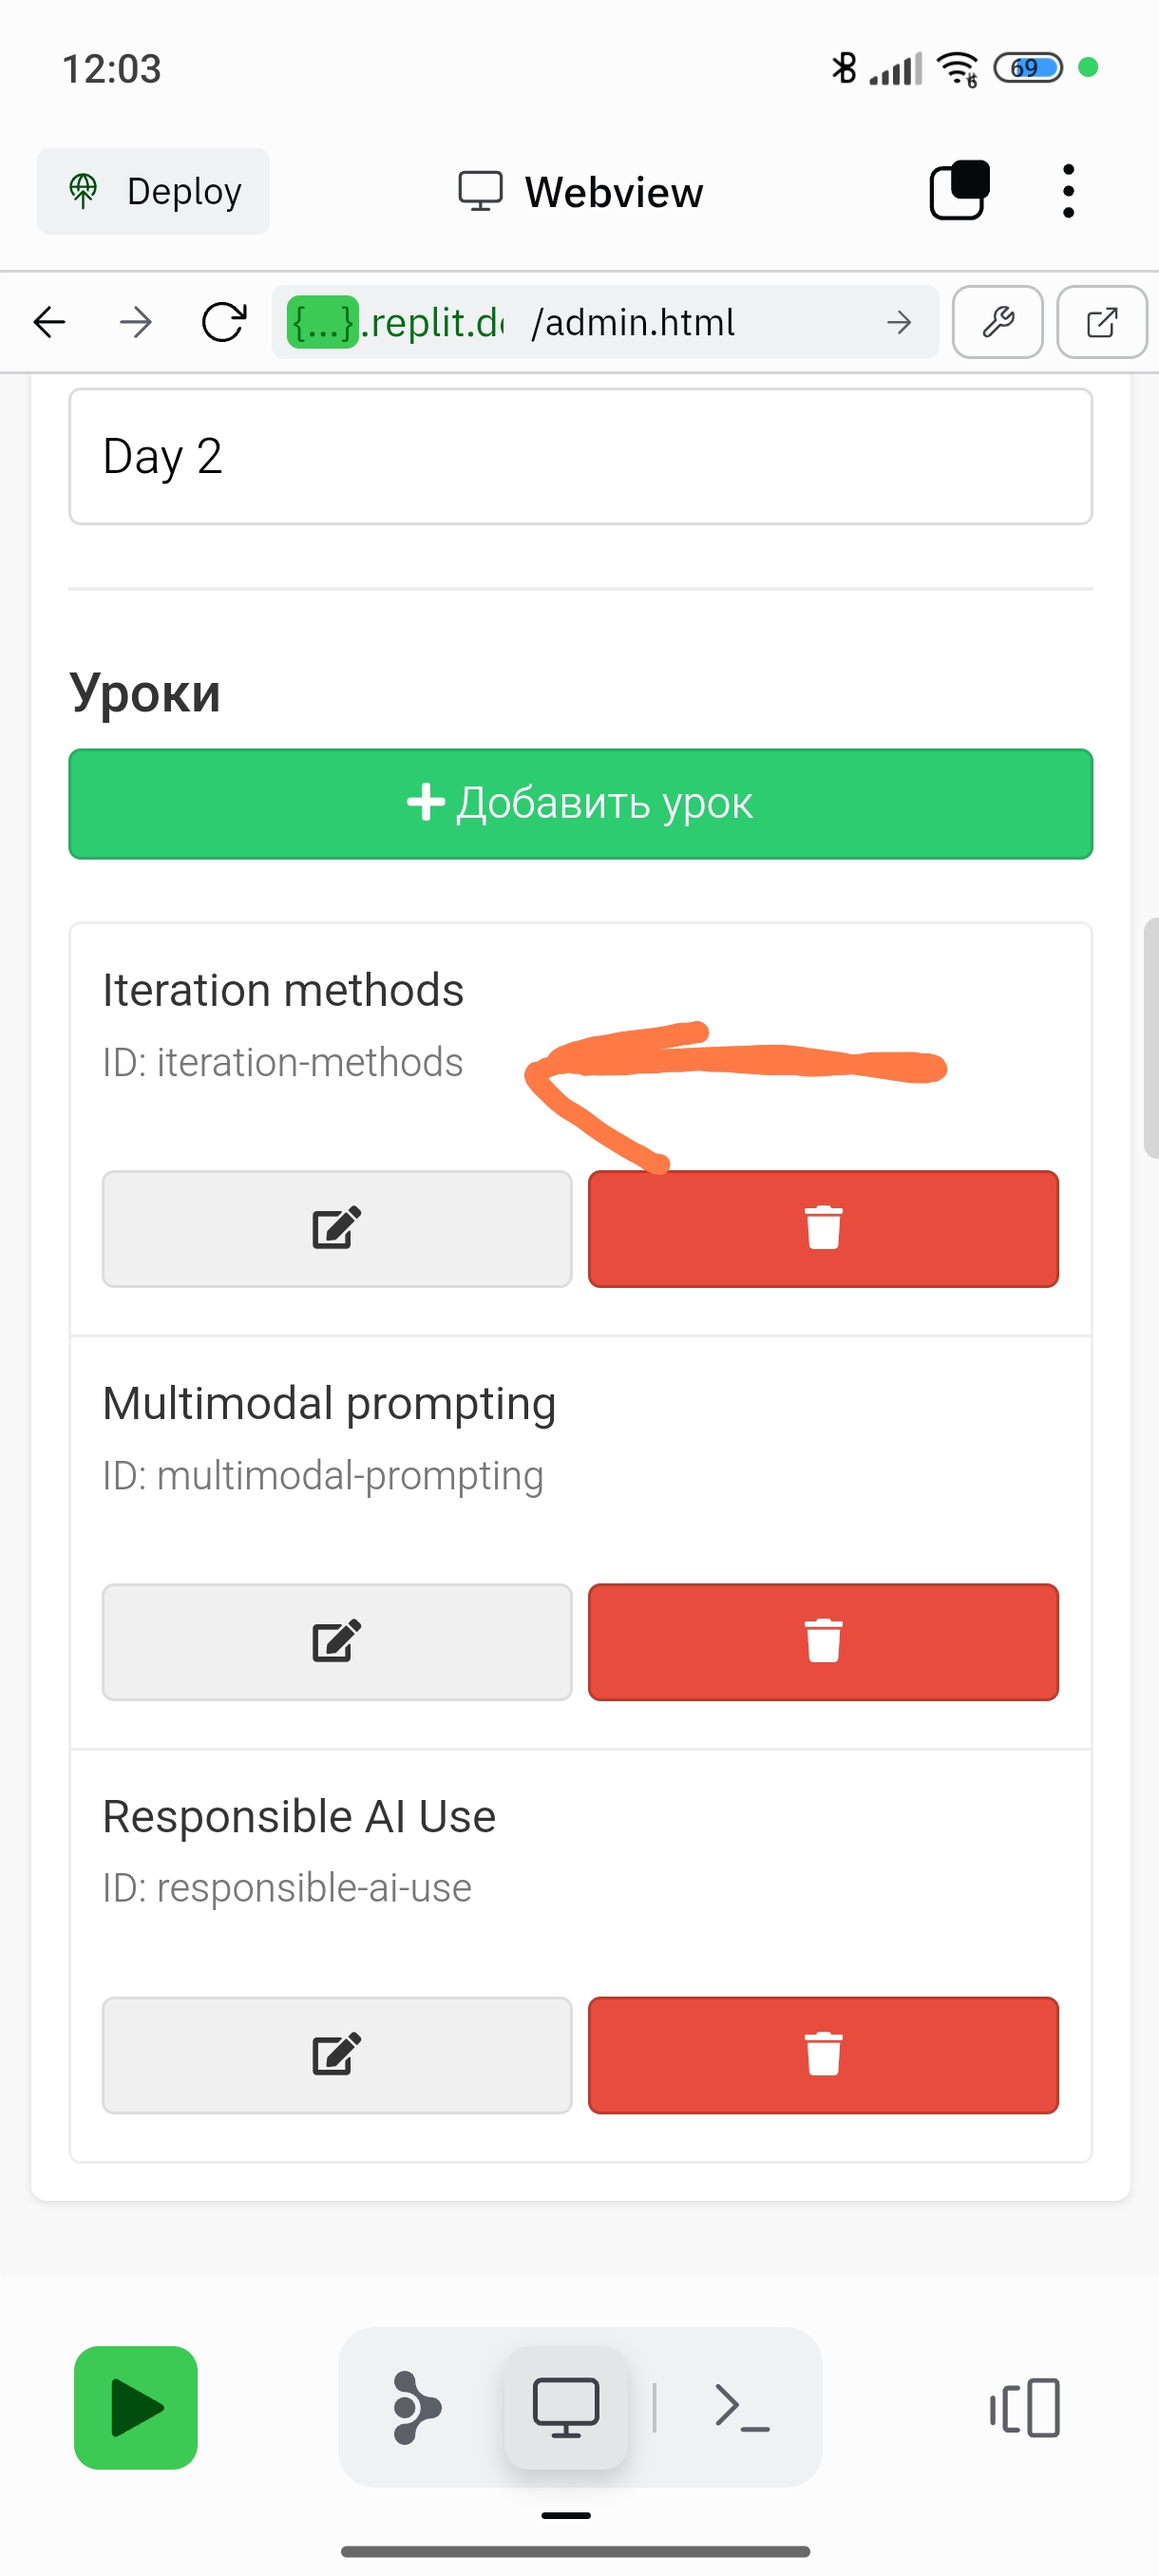 12:03
69
Deploy
Webview
{...}.replit.d
/admin.html
Day 2
Уроки
Добавить урок
Iteration methods
ID: iteration-methods
Multimodal prompting
ID: multimodal-prompting
Responsible AI Use
ID: responsible-ai-use